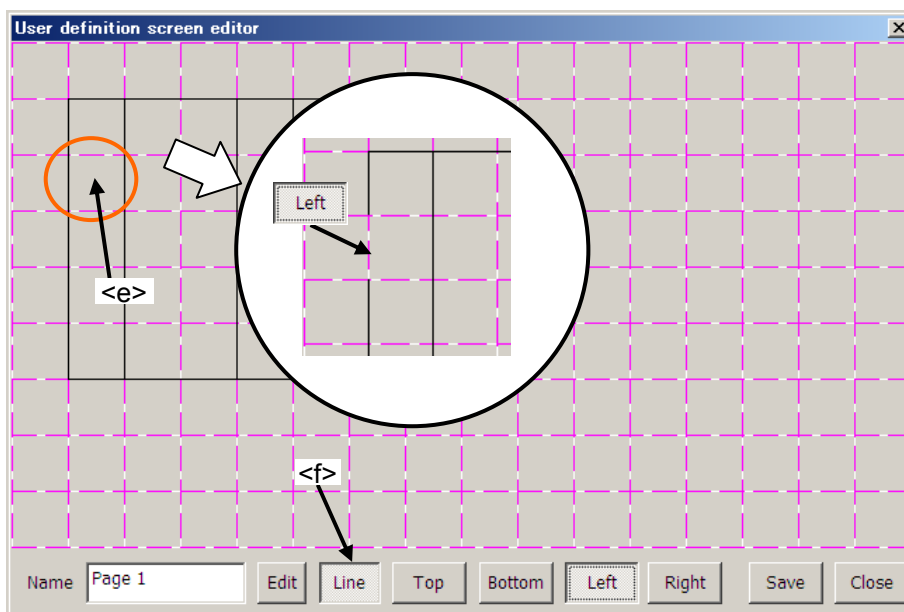 User definition screen editor
Left
<e>
<f>
Name Page 1 Edit Line Top Bottom Left Right Save Close